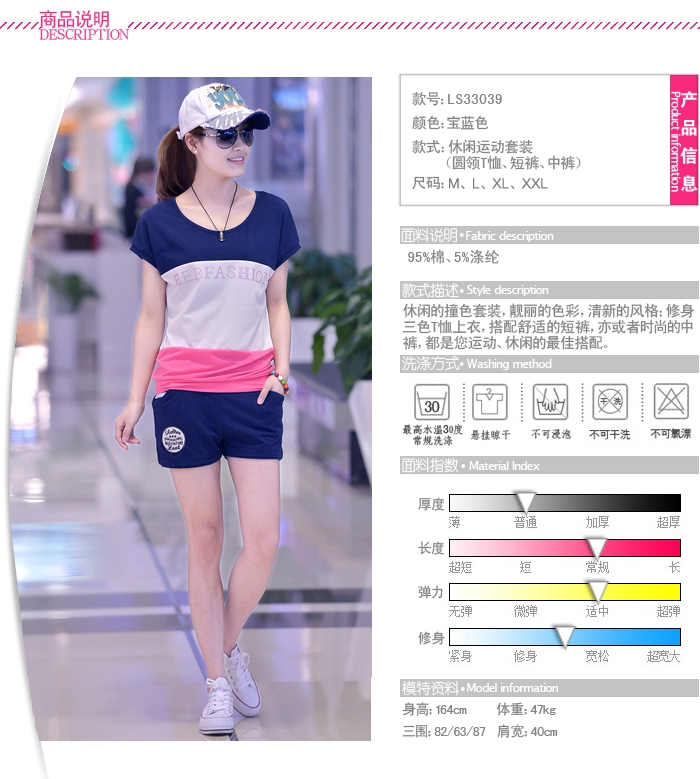 商品说明
DESCRIPTION
款号: LS33039
颜色: 宝蓝色
款式: 休闲运动套装
（圆领T恤、短裤、中裤）
尺码: M、L、XL、XXL
产品信息
Product information
面料说明 • Fabric description
95%棉、5%涤纶
款式描述 • Style description
休闲的撞色套装, 靓丽的色彩, 清新的风格; 修身
三色T恤上衣, 搭配舒适的短裤, 亦或者时尚的中
裤, 都是您运动、休闲的最佳搭配。
洗涤方式 • Washing method
30
干洗
最高水温30度
常规洗涤
悬挂晾干
不可浸泡
不可干洗
不可氯漂
面料指数 • Material Index
厚度
薄 普通 加厚 超厚
长度
超短 短 常规 长
弹力
无弹 微弹 适中 超弹
修身
紧身 修身 宽松 超宽大
模特资料 • Model information
身高: 164cm 体重: 47kg
三围: 82/63/87 肩宽: 40cm